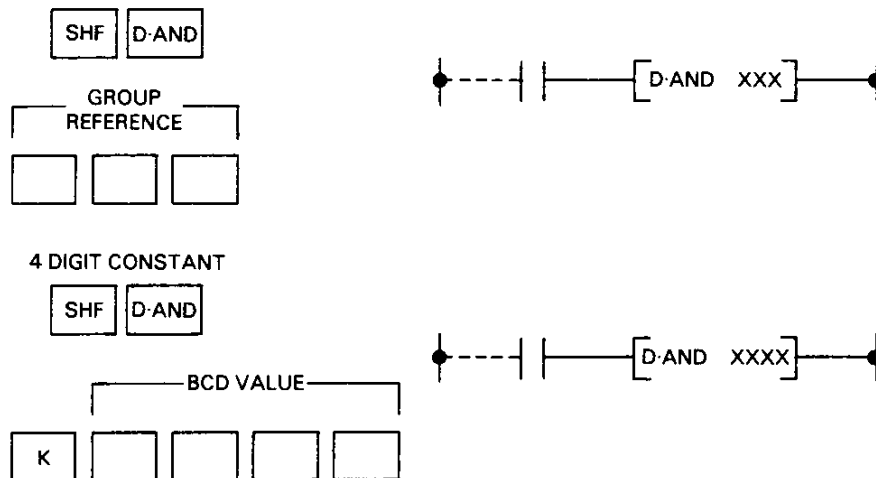 SHF D·AND
D·AND XXX
GROUP
REFERENCE
4 DIGIT CONSTANT
SHF D·AND
D·AND XXXX
BCD VALUE
K